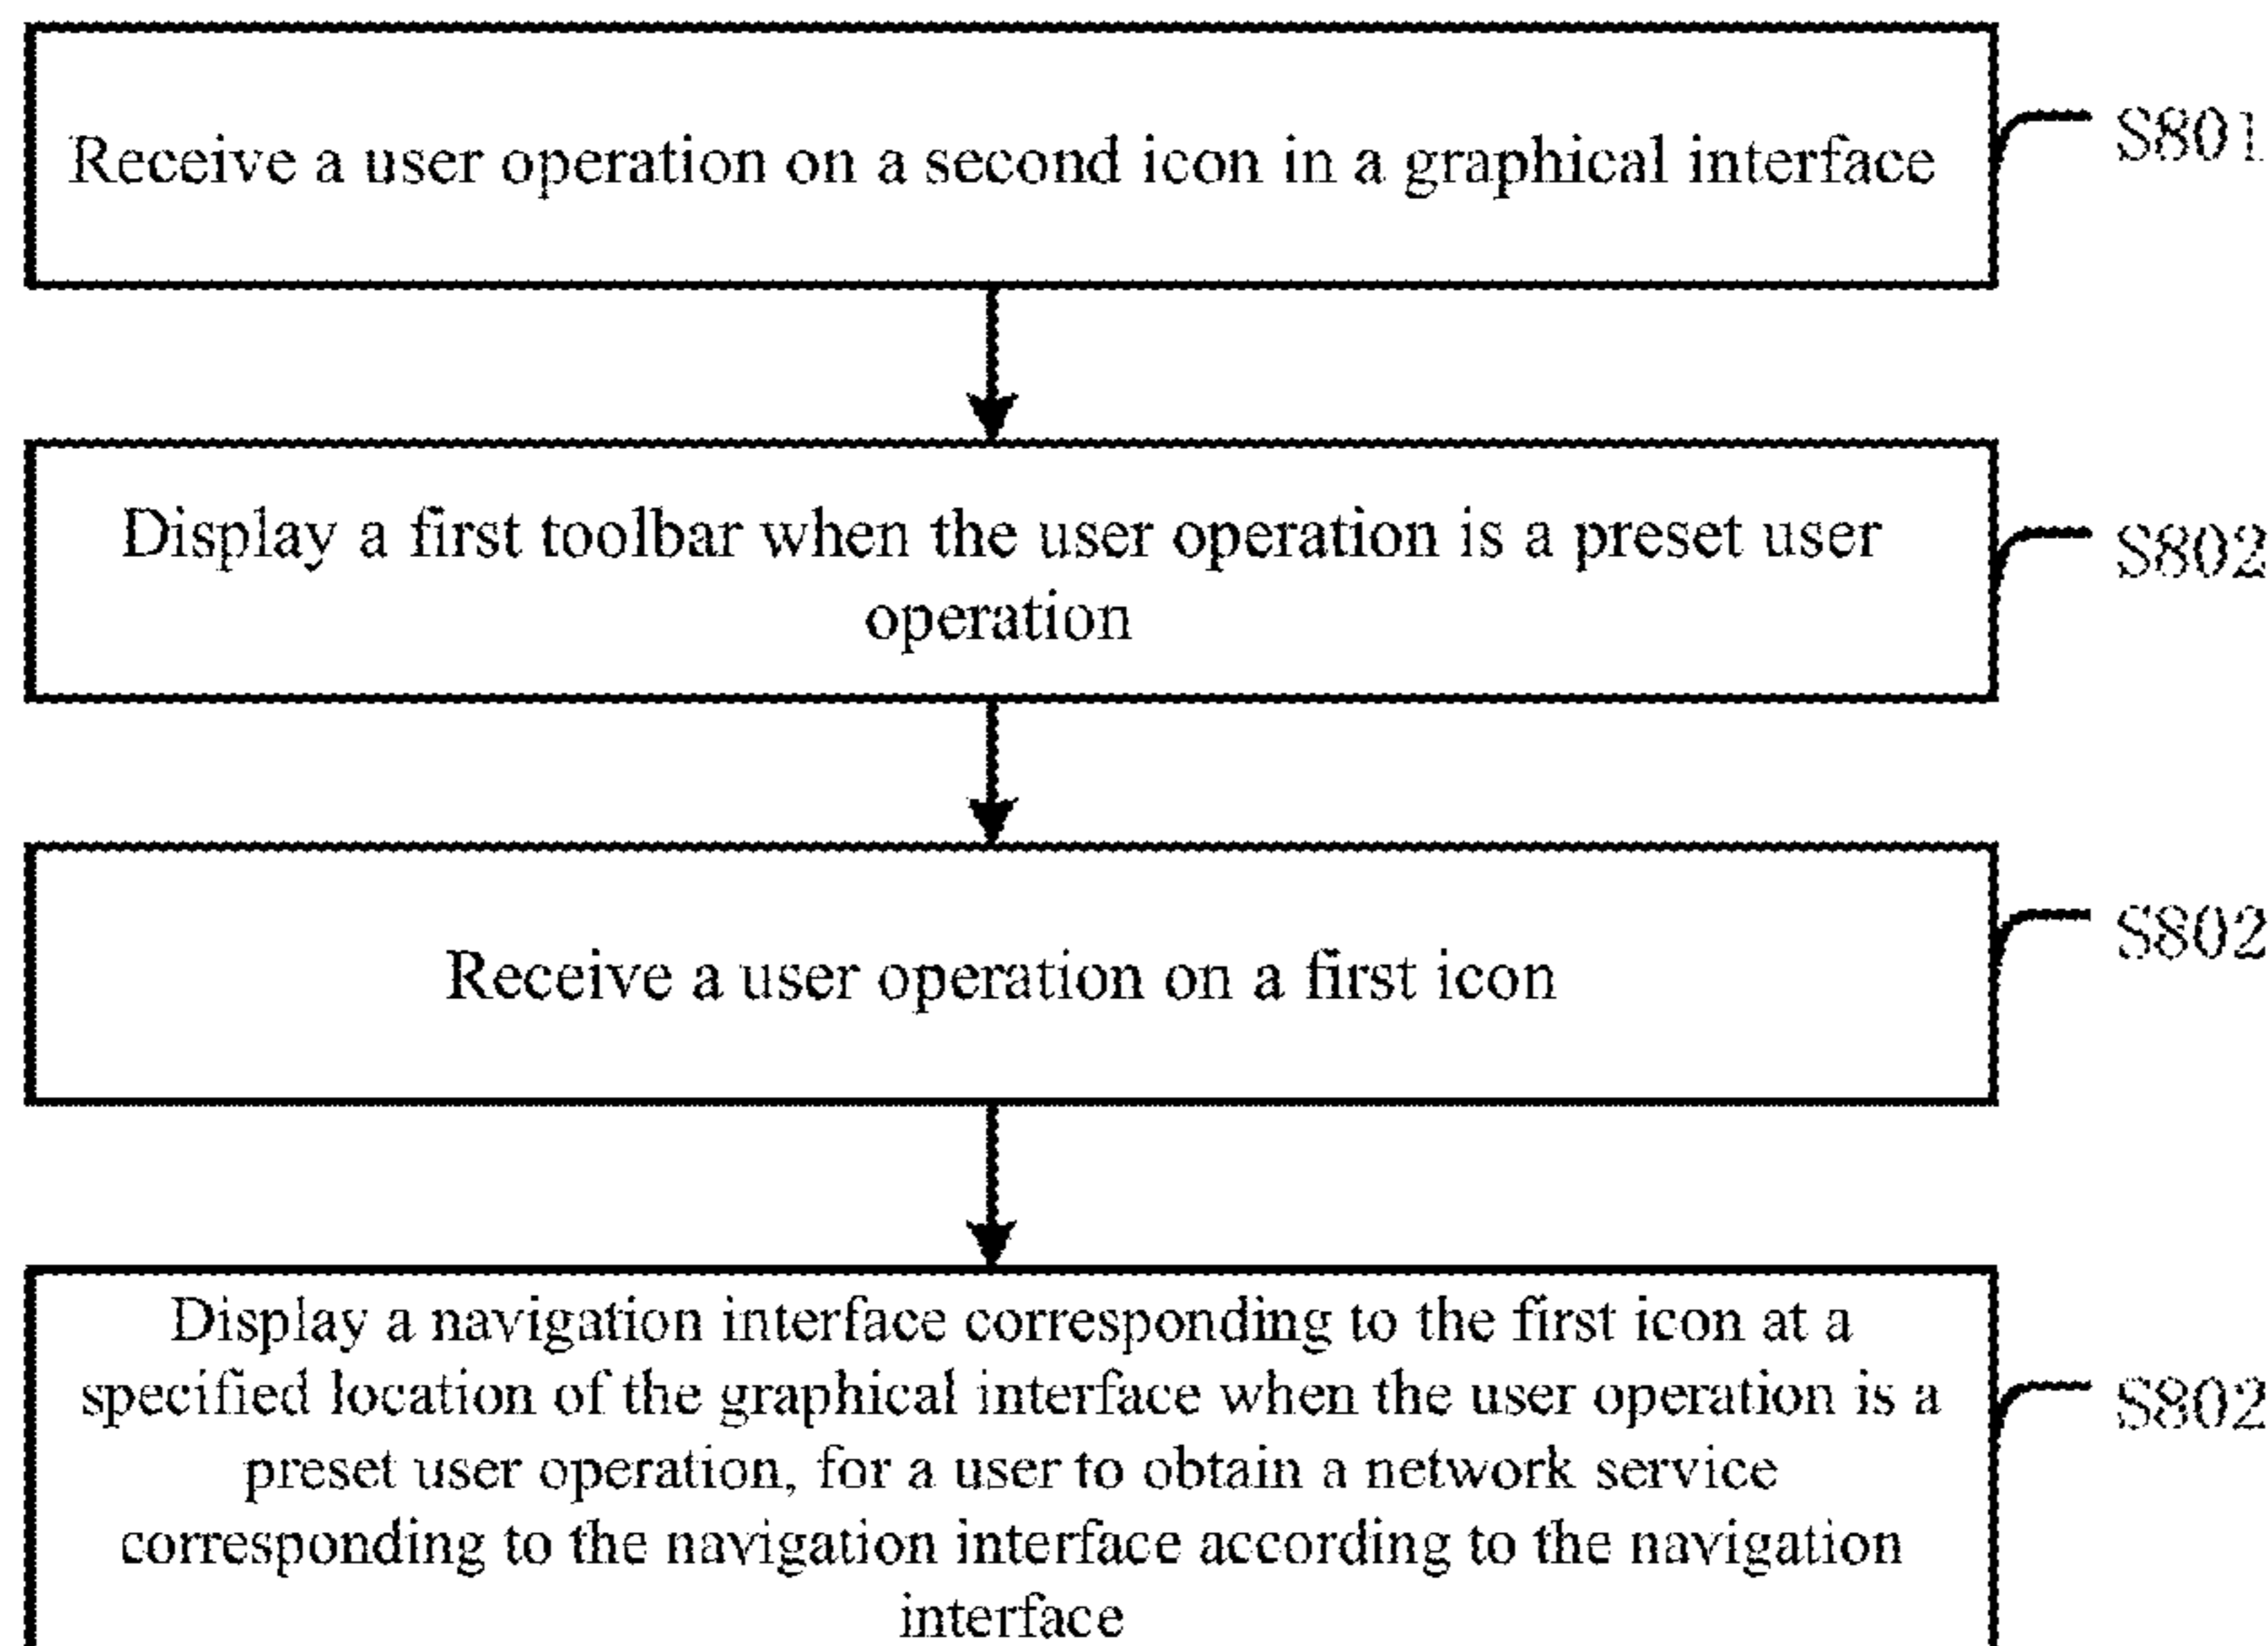 Receive a user operation on a second icon in a graphical interface
S801
Display a first toolbar when the user operation is a preset user
operation
S802
Receive a user operation on a first icon
S802
Display a navigation interface corresponding to the first icon at a
specified location of the graphical interface when the user operation is a
preset user operation, for a user to obtain a network service
corresponding to the navigation interface according to the navigation
interface
S802